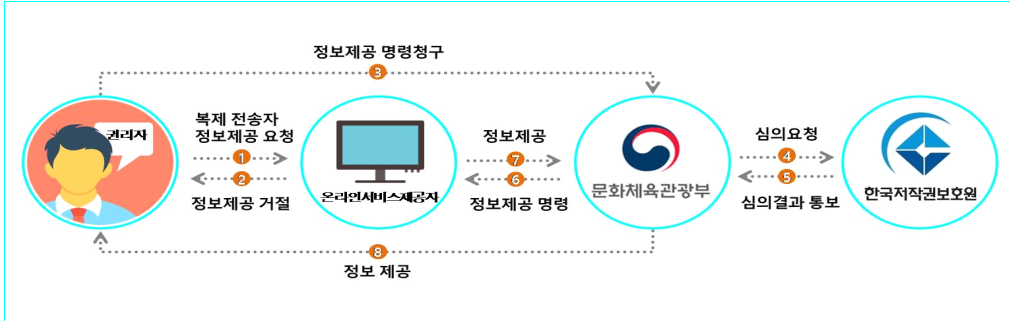 정보제공 명령청구
3
권리자
복제 전송자
정보제공 요청
1
2
정보제공 거절
온라인서비스제공자
정보제공
7
6
정보제공 명령
문화체육관광부
심의요청
4
5
심의결과 통보
한국저작권보호원
8
정보 제공